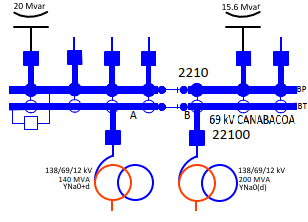 20 Mvar
15.6 Mvar
2210
BP
BT
A
B
69 kV CANABACOA
22100
138/69/12 kV
140 MVA
YNa0+d
138/69/12 kV
200 MVA
YNa0(d)